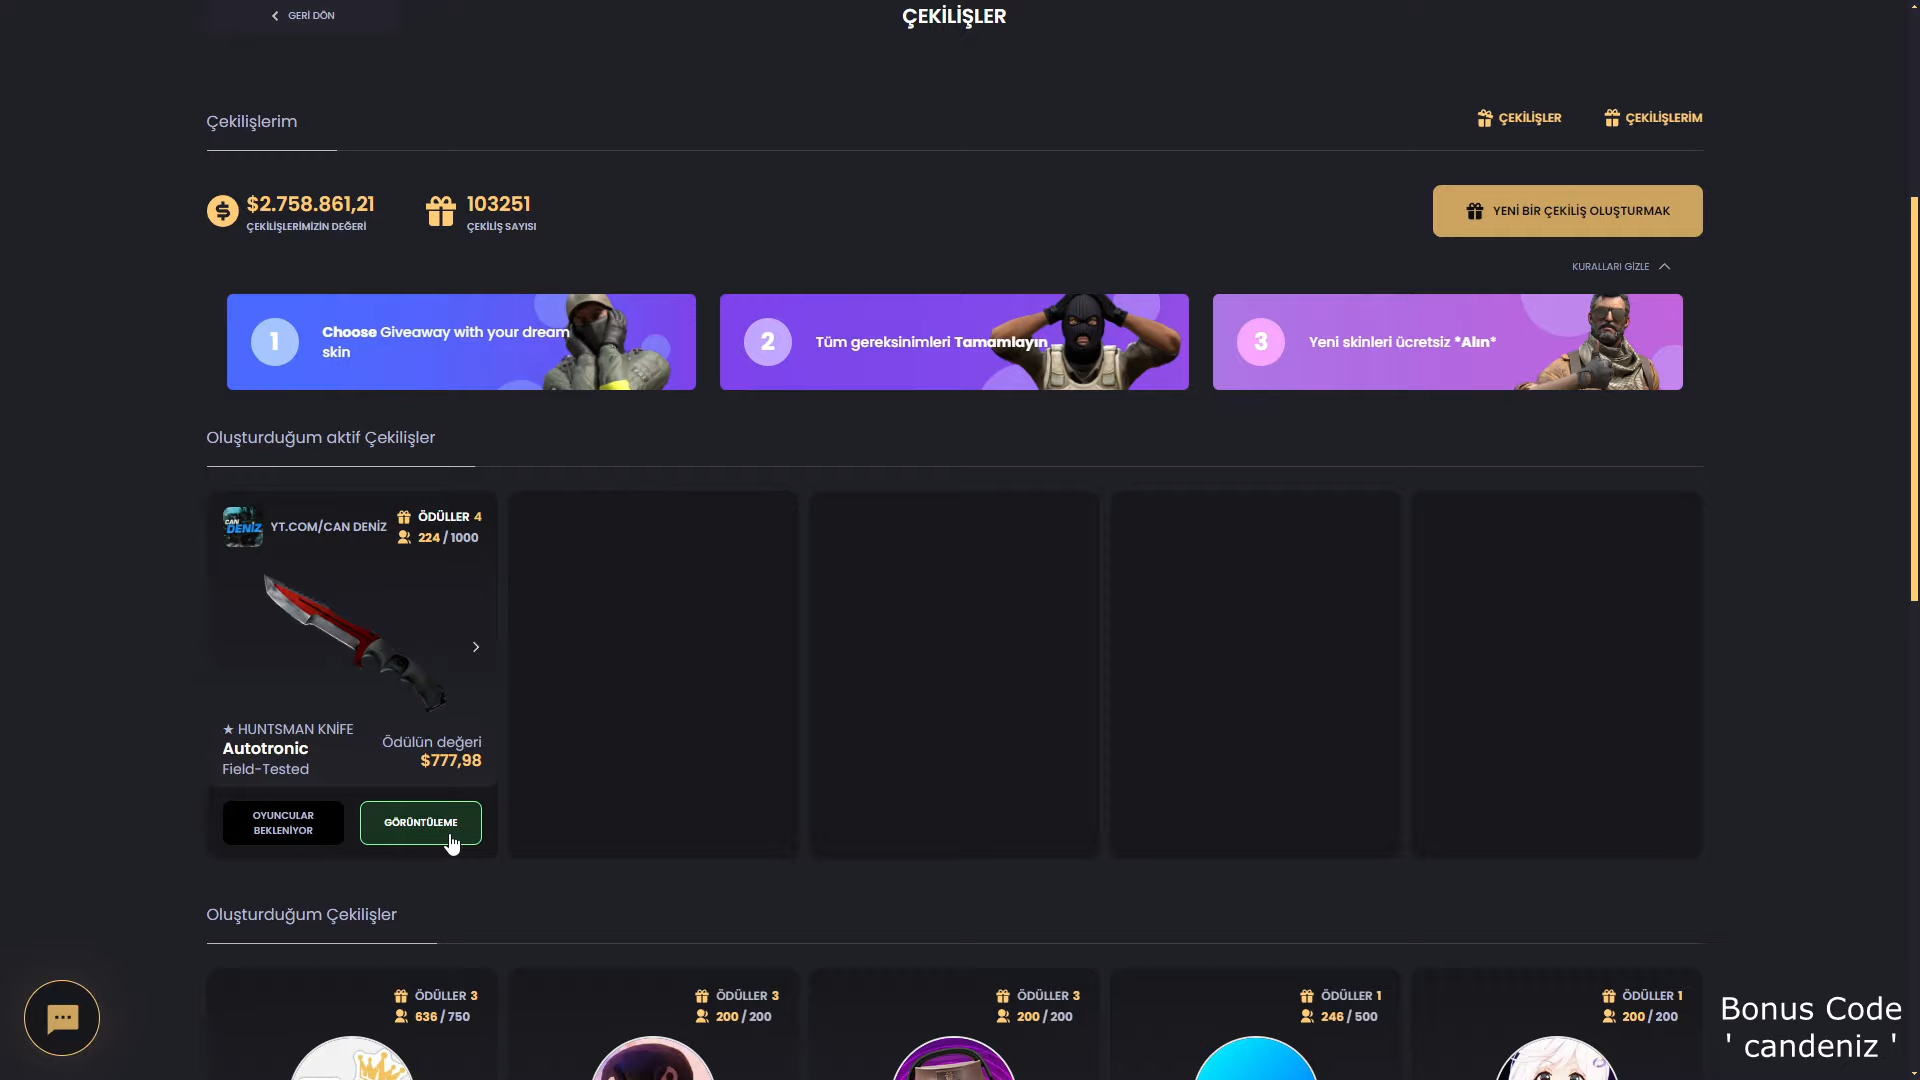 GERİ DÖN
ÇEKİLİŞLER
Çekilişlerim
ÇEKİLİŞLER
ÇEKİLİŞLERİM
$2.758.861,21
ÇEKİLİŞLERİMİZİN DEĞERİ
103251
ÇEKİLİŞ SAYISI
YENİ BİR ÇEKİLİŞ OLUŞTURMAK
KURALLARI GİZLE
1
Choose Giveaway with your dream
skin
2
Tüm gereksinimleri Tamamlayın
3
Yeni skinleri ücretsiz *Alın*
Oluşturduğum aktif Çekilişler
CAN
DENİZ
YT.COM/CAN DENİZ
ÖDÜLLER 4
224 / 1000
★ HUNTSMAN KNİFE
Autotronic
Field-Tested
Ödülün değeri
$777,98
OYUNCULAR
BEKLENİYOR
GÖRÜNTÜLEME
Oluşturduğum Çekilişler
ÖDÜLLER 3
636 / 750
ÖDÜLLER 3
200 / 200
ÖDÜLLER 3
200 / 200
ÖDÜLLER 1
246 / 500
ÖDÜLLER 1
200 / 200
Bonus Code
' candeniz '